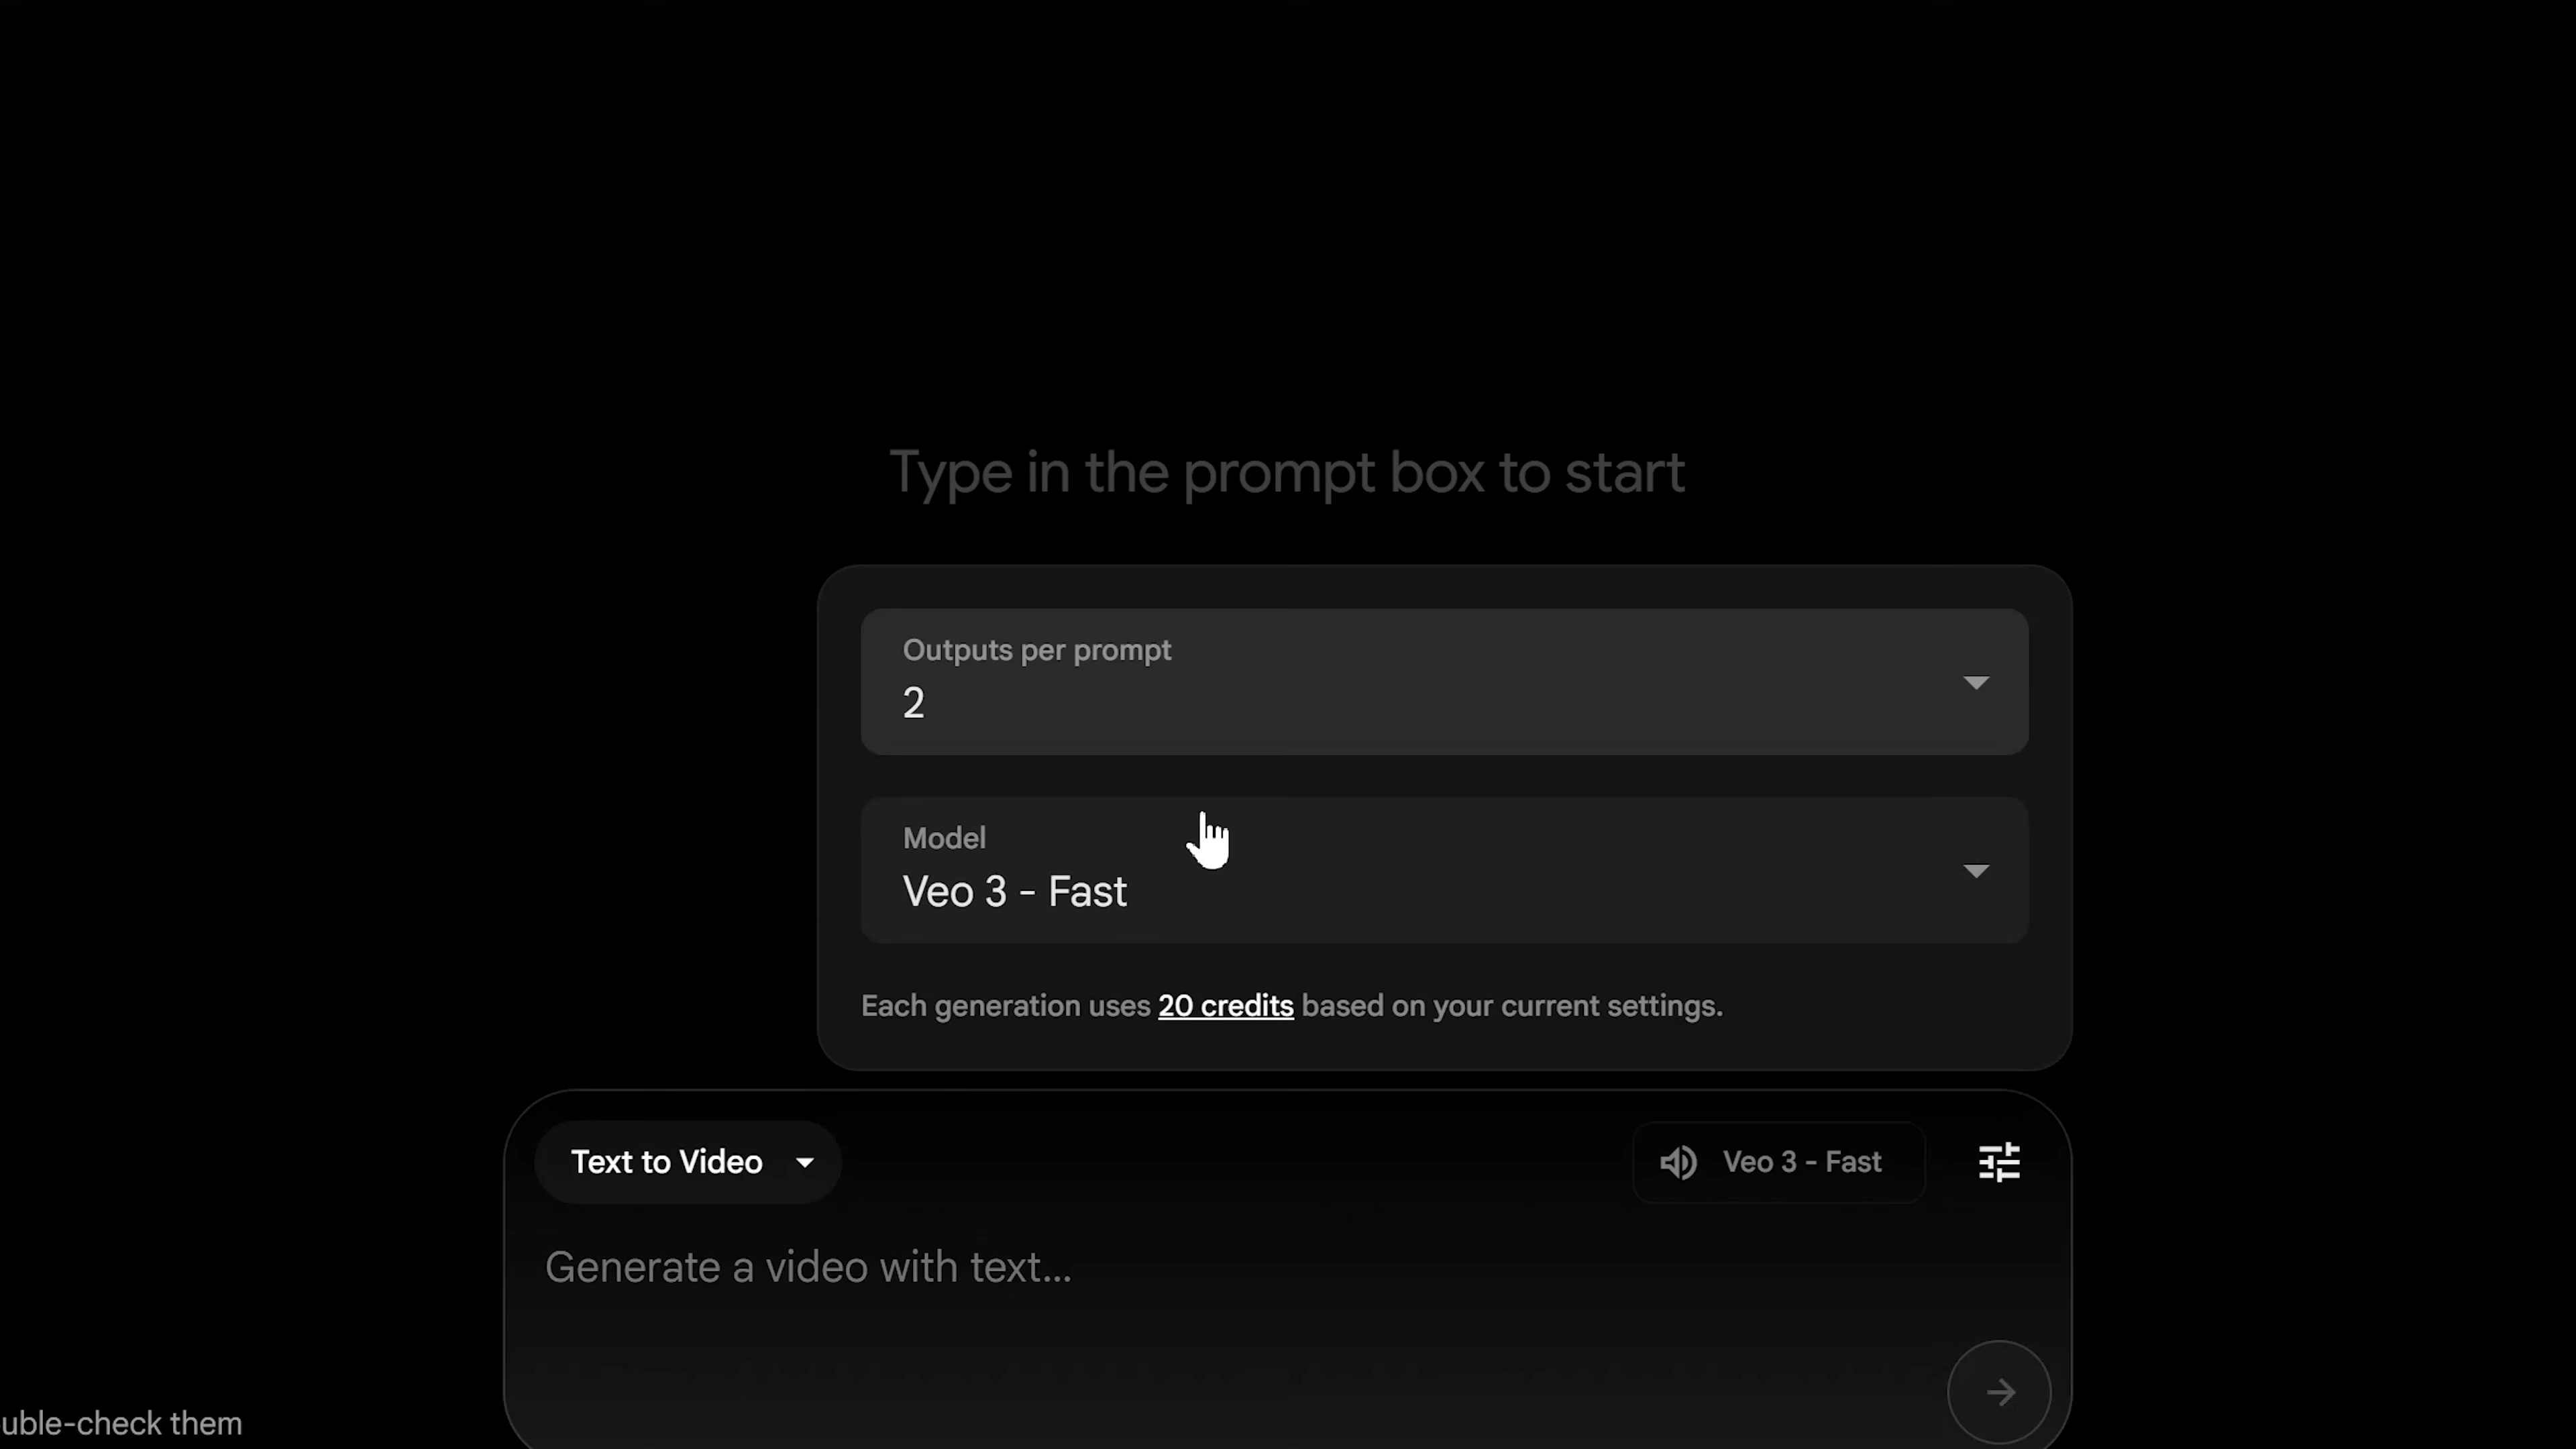 Type in the prompt box to start
Outputs per prompt
2
Model
Veo 3 - Fast
Each generation uses 20 credits based on your current settings.
Text to Video
Veo 3 - Fast
Generate a video with text...
uble-check them